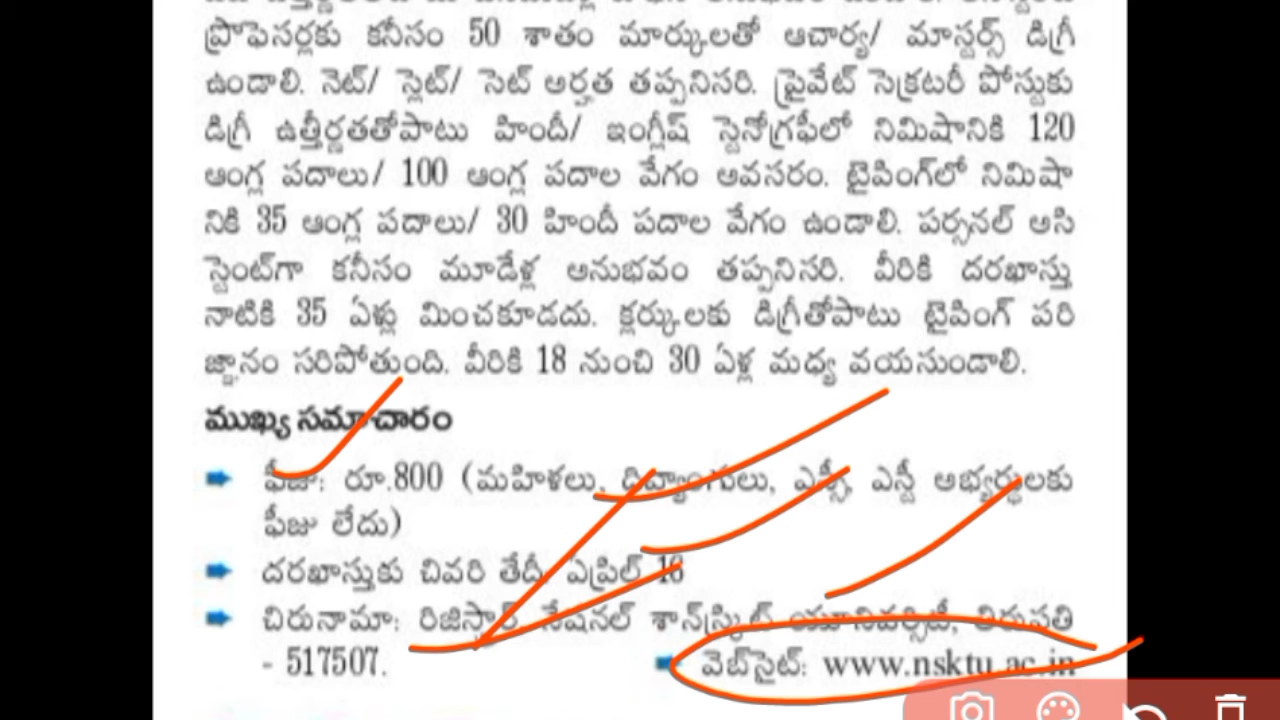 ప్రొఫెసర్లకు కనీసం 50 శాతం మార్కులతో ఆచార్య/ మాస్టర్స్ డిగ్రీ
ఉండాలి. నెట్/ స్లెట్/ సెట్ అర్హత తప్పనిసరి. ప్రైవేట్ సెక్రటరీ పోస్టుకు
డిగ్రీ ఉత్తీర్ణతతోపాటు హిందీ/ ఇంగ్లీష్ స్టెనోగ్రఫీలో నిమిషానికి 120
ఆంగ్ల పదాలు/ 100 ఆంగ్ల పదాల వేగం అవసరం. టైపింగ్‌లో నిమిషా
నికి 35 ఆంగ్ల పదాలు/ 30 హిందీ పదాల వేగం ఉండాలి. పర్సనల్ అసి
స్టెంట్‌గా కనీసం మూడేళ్ల అనుభవం తప్పనిసరి. వీరికి దరఖాస్తు
నాటికి 35 ఏళ్లు మించకూడదు. క్లర్కులకు డిగ్రీతోపాటు టైపింగ్ పరి
జ్ఞానం సరిపోతుంది. వీరికి 18 నుంచి 30 ఏళ్ల మధ్య వయసుండాలి.
ముఖ్య సమాచారం
ఫీజు: రూ.800 (మహిళలు, దివ్యాంగులు, ఎస్సీ, ఎస్టీ అభ్యర్థులకు
ఫీజు లేదు)
దరఖాస్తుకు చివరి తేదీ: ఏప్రిల్ 16
చిరునామా: రిజిస్ట్రార్, నేషనల్ శాన్‌స్క్రిట్ యూనివర్సిటీ, తిరుపతి
- 517507.
వెబ్‌సైట్: www.nsktu.ac.in